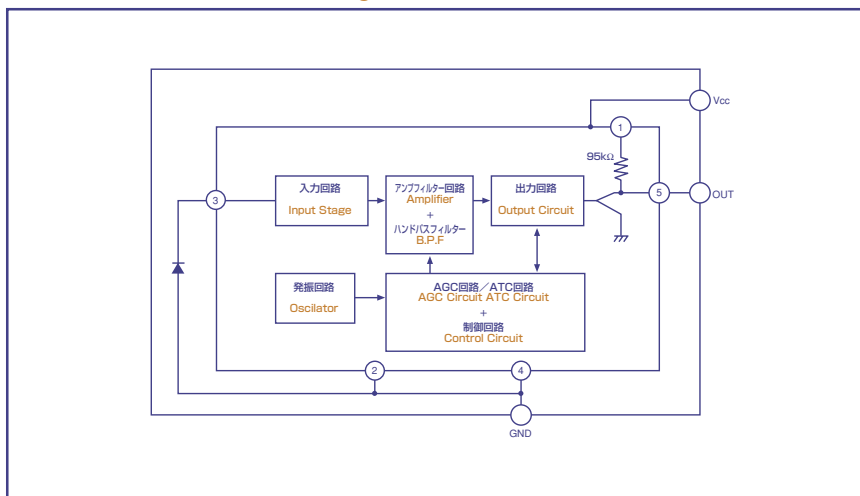 Vcc
1
95kΩ
入力回路
Input Stage
アンプフィルター回路
Amplifier
+
ハンドパスフィルター
B.P.F
出力回路
Output Circuit
3
5
OUT
発振回路
Oscilator
AGC回路/ATC回路
AGC Circuit ATC Circuit
+
制御回路
Control Circuit
2
4
GND